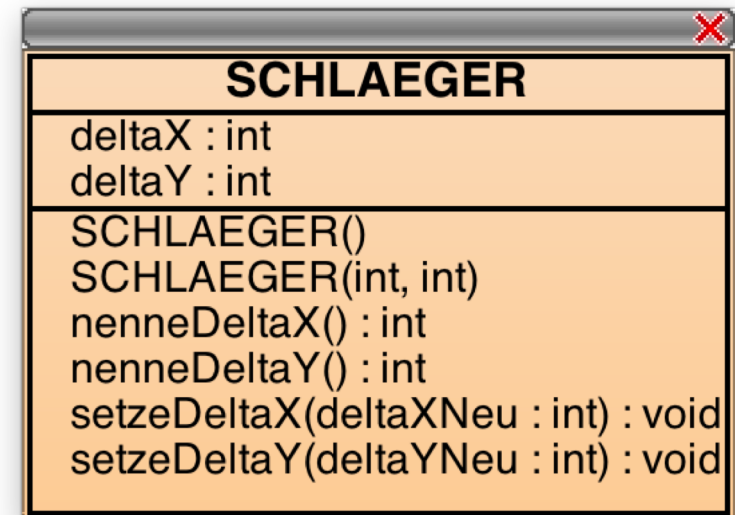 SCHLAEGER
deltaX : int
deltaY : int
SCHLAEGER()
SCHLAEGER(int, int)
nenneDeltaX() : int
nenneDeltaY() : int
setzeDeltaX(deltaXNeu : int) : void
setzeDeltaY(deltaYNeu : int) : void